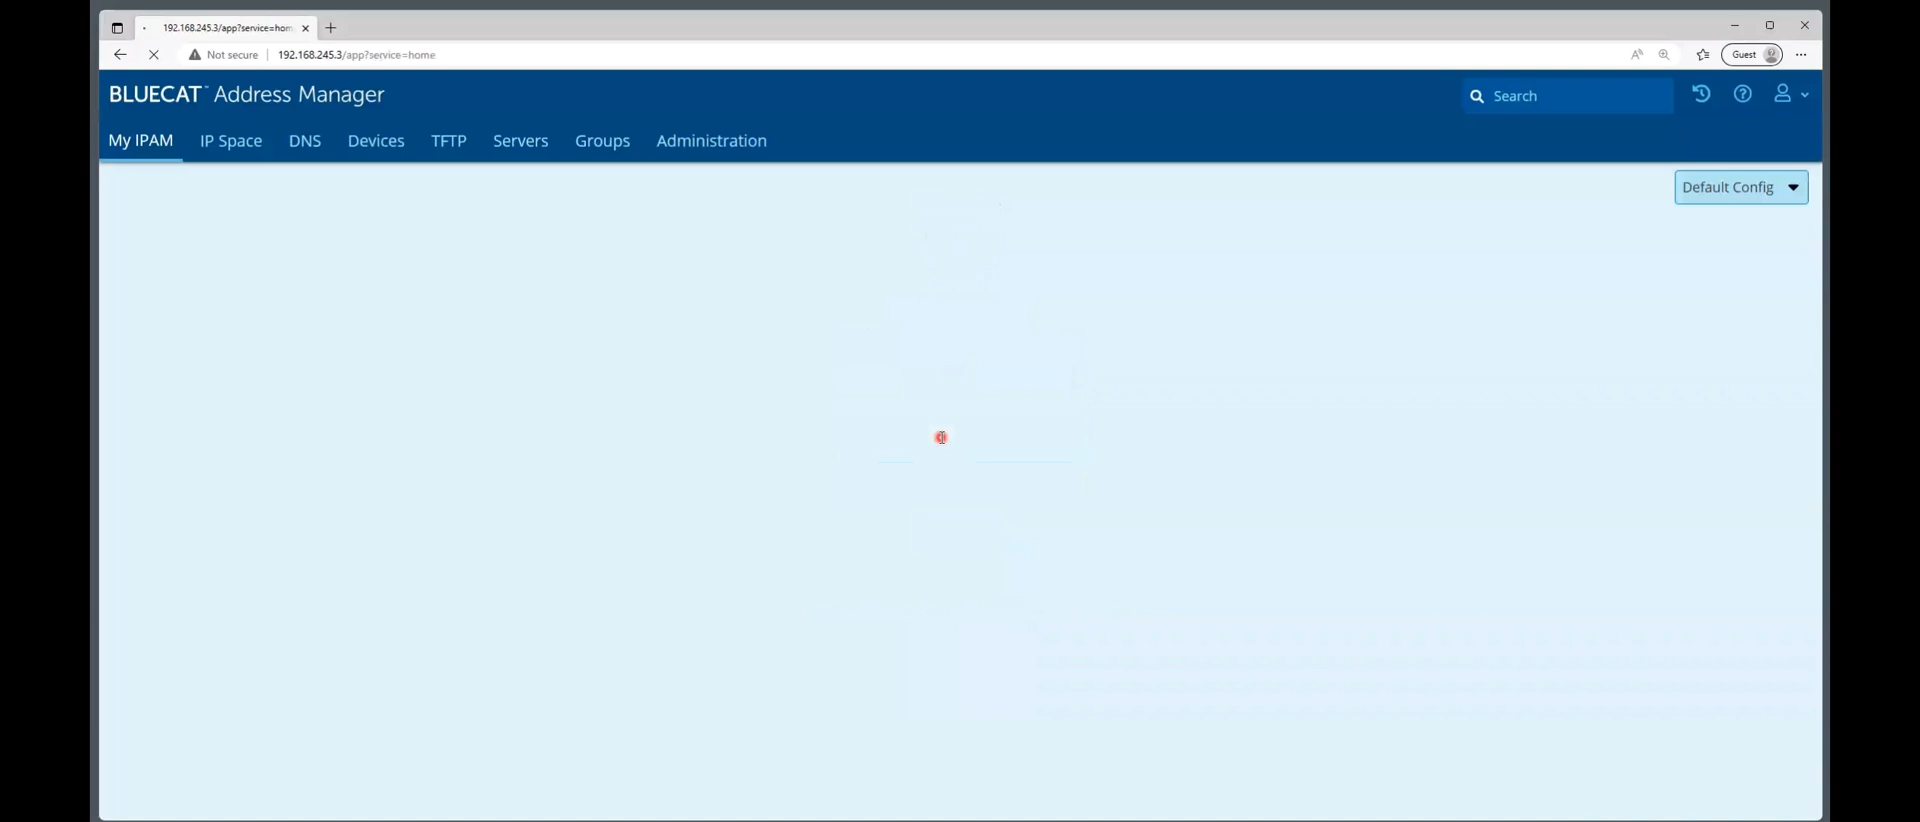 192.168.245.3/app?service=hom
Not secure
192.168.245.3/app?service=home
Guest
BLUECAT™ Address Manager
Search
My IPAM
IP Space
DNS
Devices
TFTP
Servers
Groups
Administration
Default Config